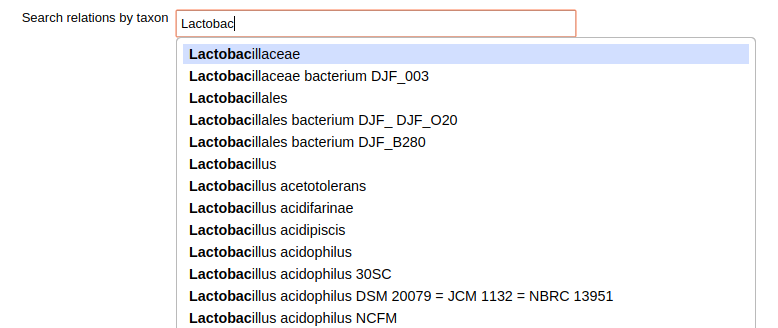 Search relations by taxon Lactobac
Lactobacillaceae
Lactobacillaceae bacterium DJF_003
Lactobacillales
Lactobacillales bacterium DJF_ DJF_O20
Lactobacillales bacterium DJF_B280
Lactobacillus
Lactobacillus acetotolerans
Lactobacillus acidifarinae
Lactobacillus acidipiscis
Lactobacillus acidophilus
Lactobacillus acidophilus 30SC
Lactobacillus acidophilus DSM 20079 = JCM 1132 = NBRC 13951
Lactobacillus acidophilus NCFM